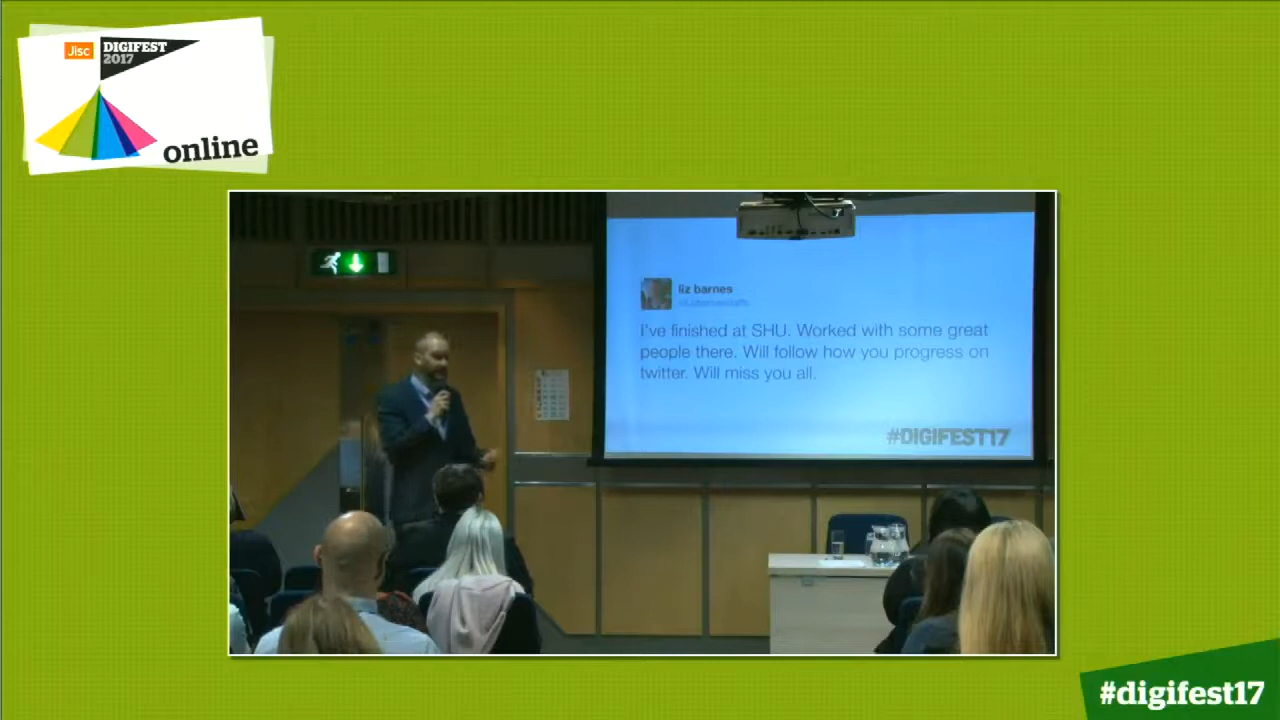 Jisc
DIGIFEST
2017
online
liz barnes
I've finished at SHU. Worked with some great
people there. Will follow how you progress on
twitter. Will miss you all.
#DIGIFEST17
#digifest17